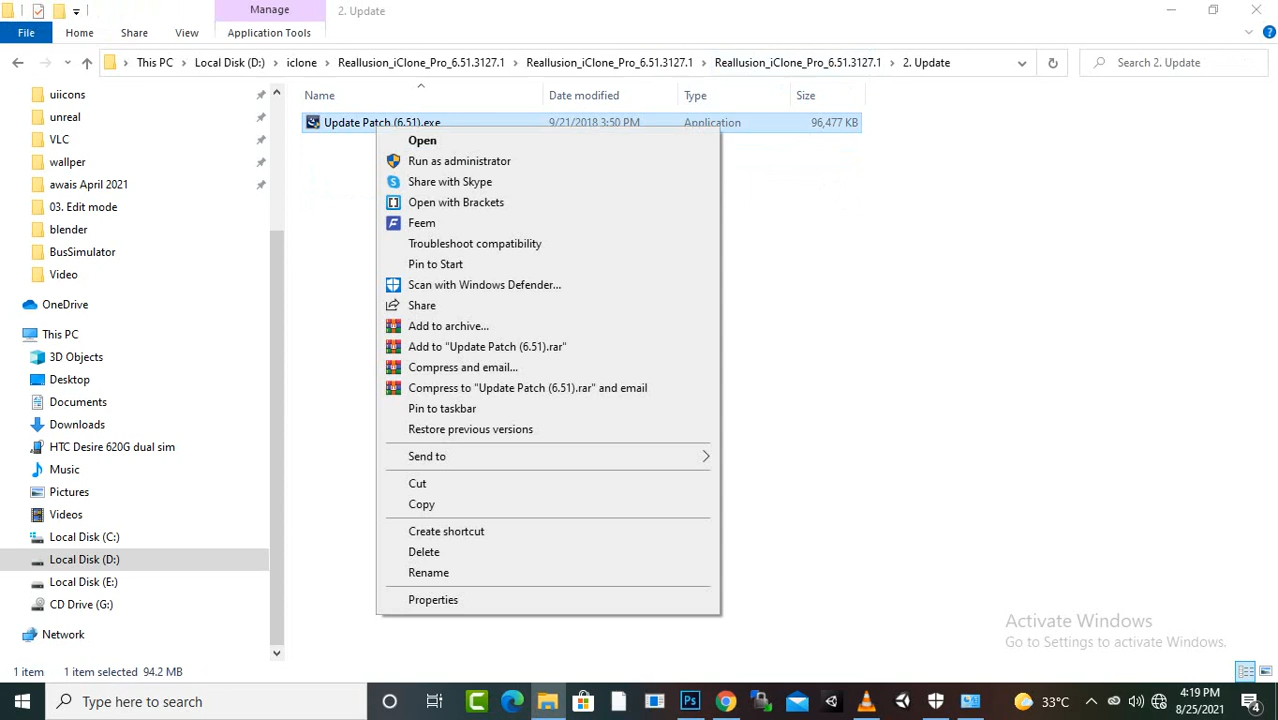 Manage
2. Update
File
Home
Share
View
Application Tools
This PC
Local Disk (D:)
iclone
Reallusion_iClone_Pro_6.51.3127.1
Reallusion_iClone_Pro_6.51.3127.1
Reallusion_iClone_Pro_6.51.3127.1
2. Update
Search 2. Update
Name
Date modified
Type
Size
Update Patch (6.51).exe
9/21/2018 3:50 PM
Application
96,477 KB
uiicons
unreal
VLC
wallper
awais April 2021
03. Edit mode
blender
BusSimulator
Video
OneDrive
This PC
3D Objects
Desktop
Documents
Downloads
HTC Desire 620G dual sim
Music
Pictures
Videos
Local Disk (C:)
Local Disk (D:)
Local Disk (E:)
CD Drive (G:)
Network
Open
Run as administrator
Share with Skype
Open with Brackets
Feem
Troubleshoot compatibility
Pin to Start
Scan with Windows Defender...
Share
Add to archive...
Add to "Update Patch (6.51).rar"
Compress and email...
Compress to "Update Patch (6.51).rar" and email
Pin to taskbar
Restore previous versions
Send to
Cut
Copy
Create shortcut
Delete
Rename
Properties
Activate Windows
Go to Settings to activate Windows.
1 item
1 item selected 94.2 MB
Type here to search
Ps
33°C
4:19 PM
8/25/2021
4